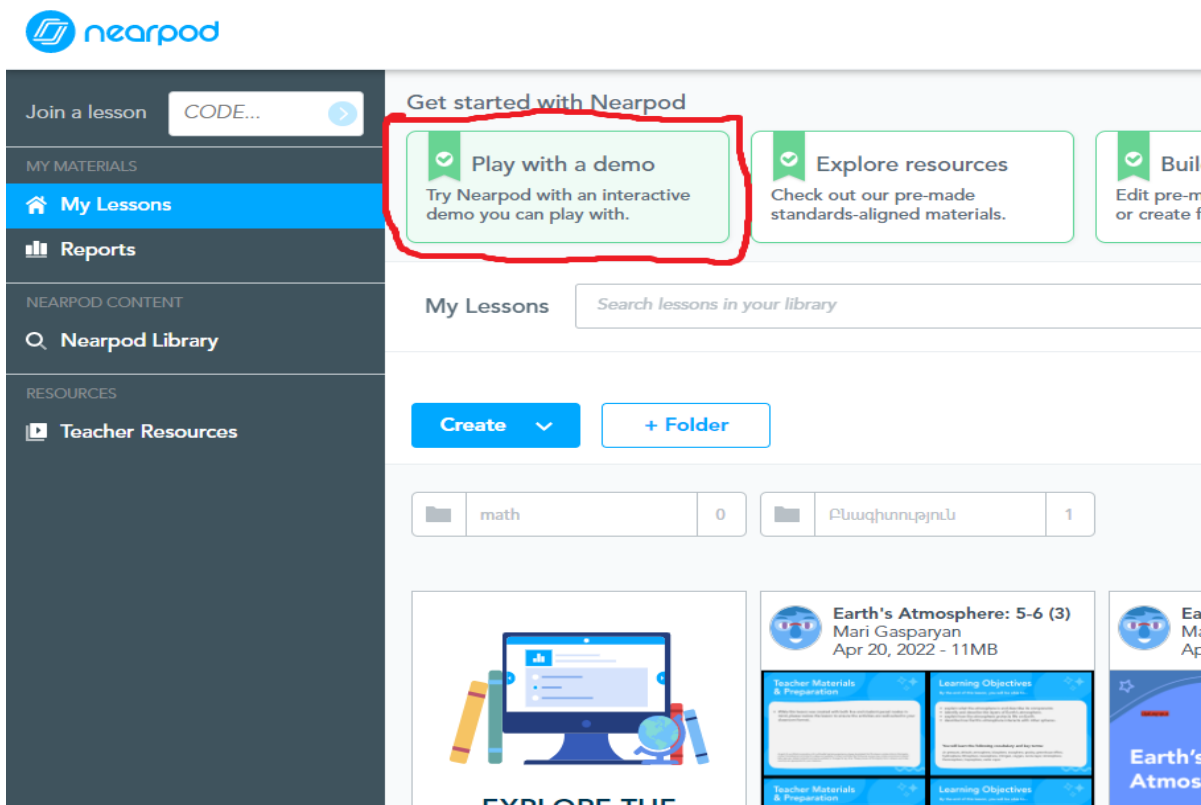 nearpod
Join a lesson
CODE...
MY MATERIALS
My Lessons
Reports
NEARPOD CONTENT
Nearpod Library
RESOURCES
Teacher Resources
Get started with Nearpod
Play with a demo
Try Nearpod with an interactive
demo you can play with.
Explore resources
Check out our pre-made
standards-aligned materials.
My Lessons
Search lessons in your library
Create
+ Folder
math 0
Բնագիտություն 1
EXPLORE THE
Earth's Atmosphere: 5-6 (3)
Mari Gasparyan
Apr 20, 2022 - 11MB
Teacher Materials
& Preparation
Learning Objectives
Teacher Materials
& Preparation
Learning Objectives
Earth's